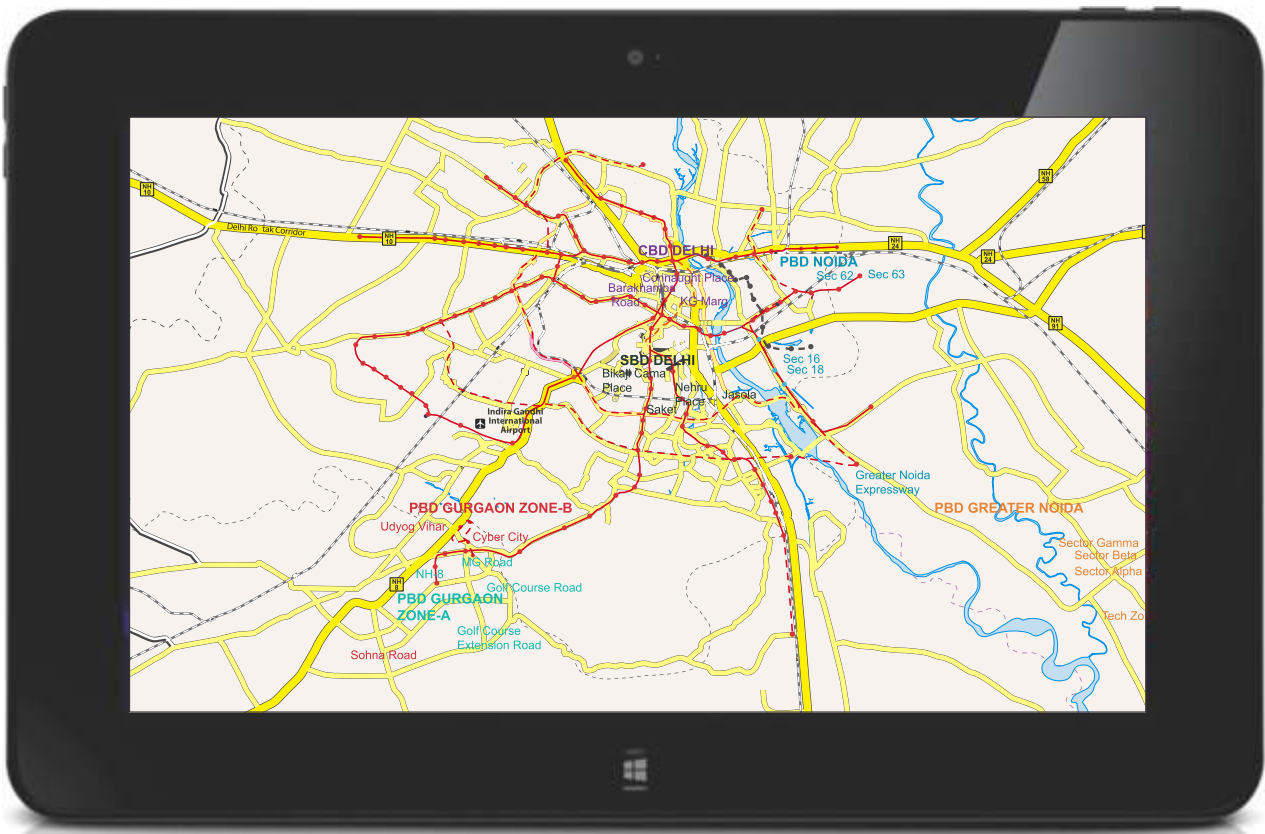 NH
58
NH
10
Delhi Ro tak Corridor
NH
10
NH
24
NH
24
CBD DELHI
PBD NOIDA
Connaught Place
Sec 62
Sec 63
Barakhamba
Road
KG Marg
NH
91
SBD DELHI
Sec 16
Sec 18
Bikaji Cama
Place
Nehru
Place
Jasola
Saket
Indira Gandhi
International
Airport
Greater Noida
Expressway
PBD GURGAON ZONE-B
PBD GREATER NOIDA
Udyog Vihar
Cyber City
Sector Gamma
Sector Beta
Sector Alpha
MG Road
NH-8
NH
8
Golf Course Road
PBD GURGAON
ZONE-A
Tech Zo
Golf Course
Extension Road
Sohna Road